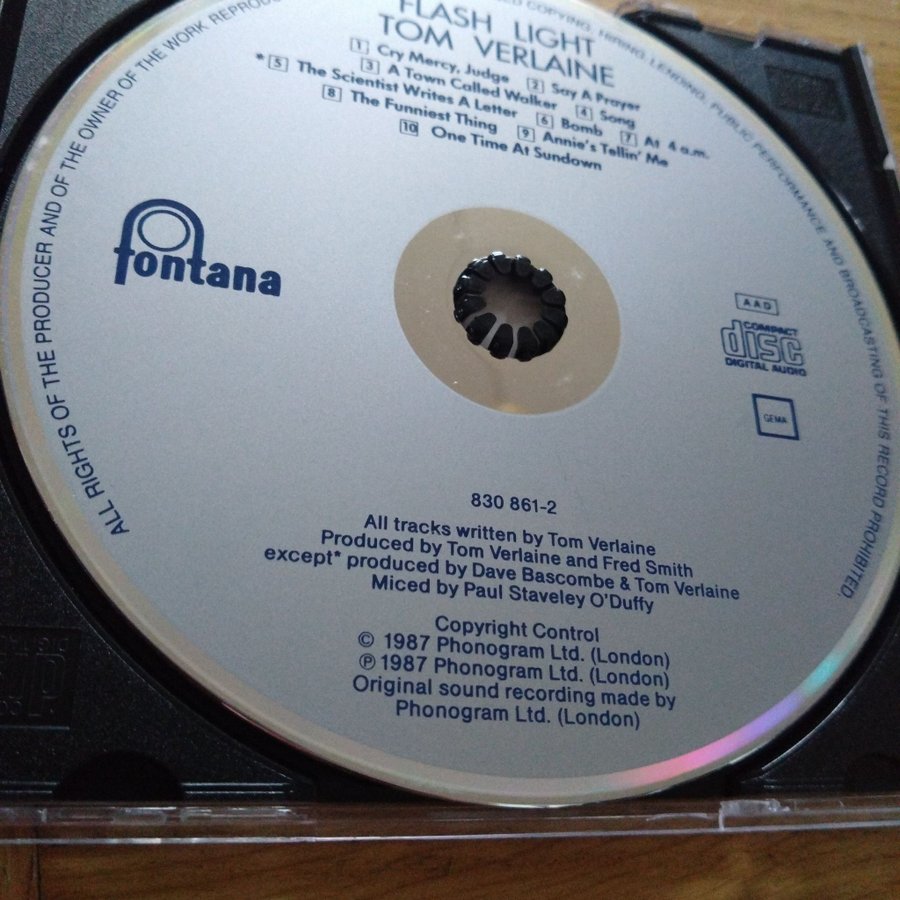 FLASH LIGHT
TOM VERLAINE
1 Cry Mercy, Judge 2 Say A Prayer
3 A Town Called Walker 4 Song
*5 The Scientist Writes A Letter 6 Bomb 7 At 4 a.m.
8 The Funniest Thing 9 Annie's Tellin' Me
10 One Time At Sundown
fontana
AAD
COMPACT
disc
DIGITAL AUDIO
GEMA
830 861-2
All tracks written by Tom Verlaine
Produced by Tom Verlaine and Fred Smith
except* produced by Dave Bascombe & Tom Verlaine
Miced by Paul Staveley O'Duffy
Copyright Control
© 1987 Phonogram Ltd. (London)
℗ 1987 Phonogram Ltd. (London)
Original sound recording made by
Phonogram Ltd. (London)
ALL RIGHTS OF THE PRODUCER AND OF THE OWNER OF THE WORK REPRODU
COPYING, HIRING, LENDING, PUBLIC PERFORMANCE AND BROADCASTING OF THIS RECORD PROHIBITED.